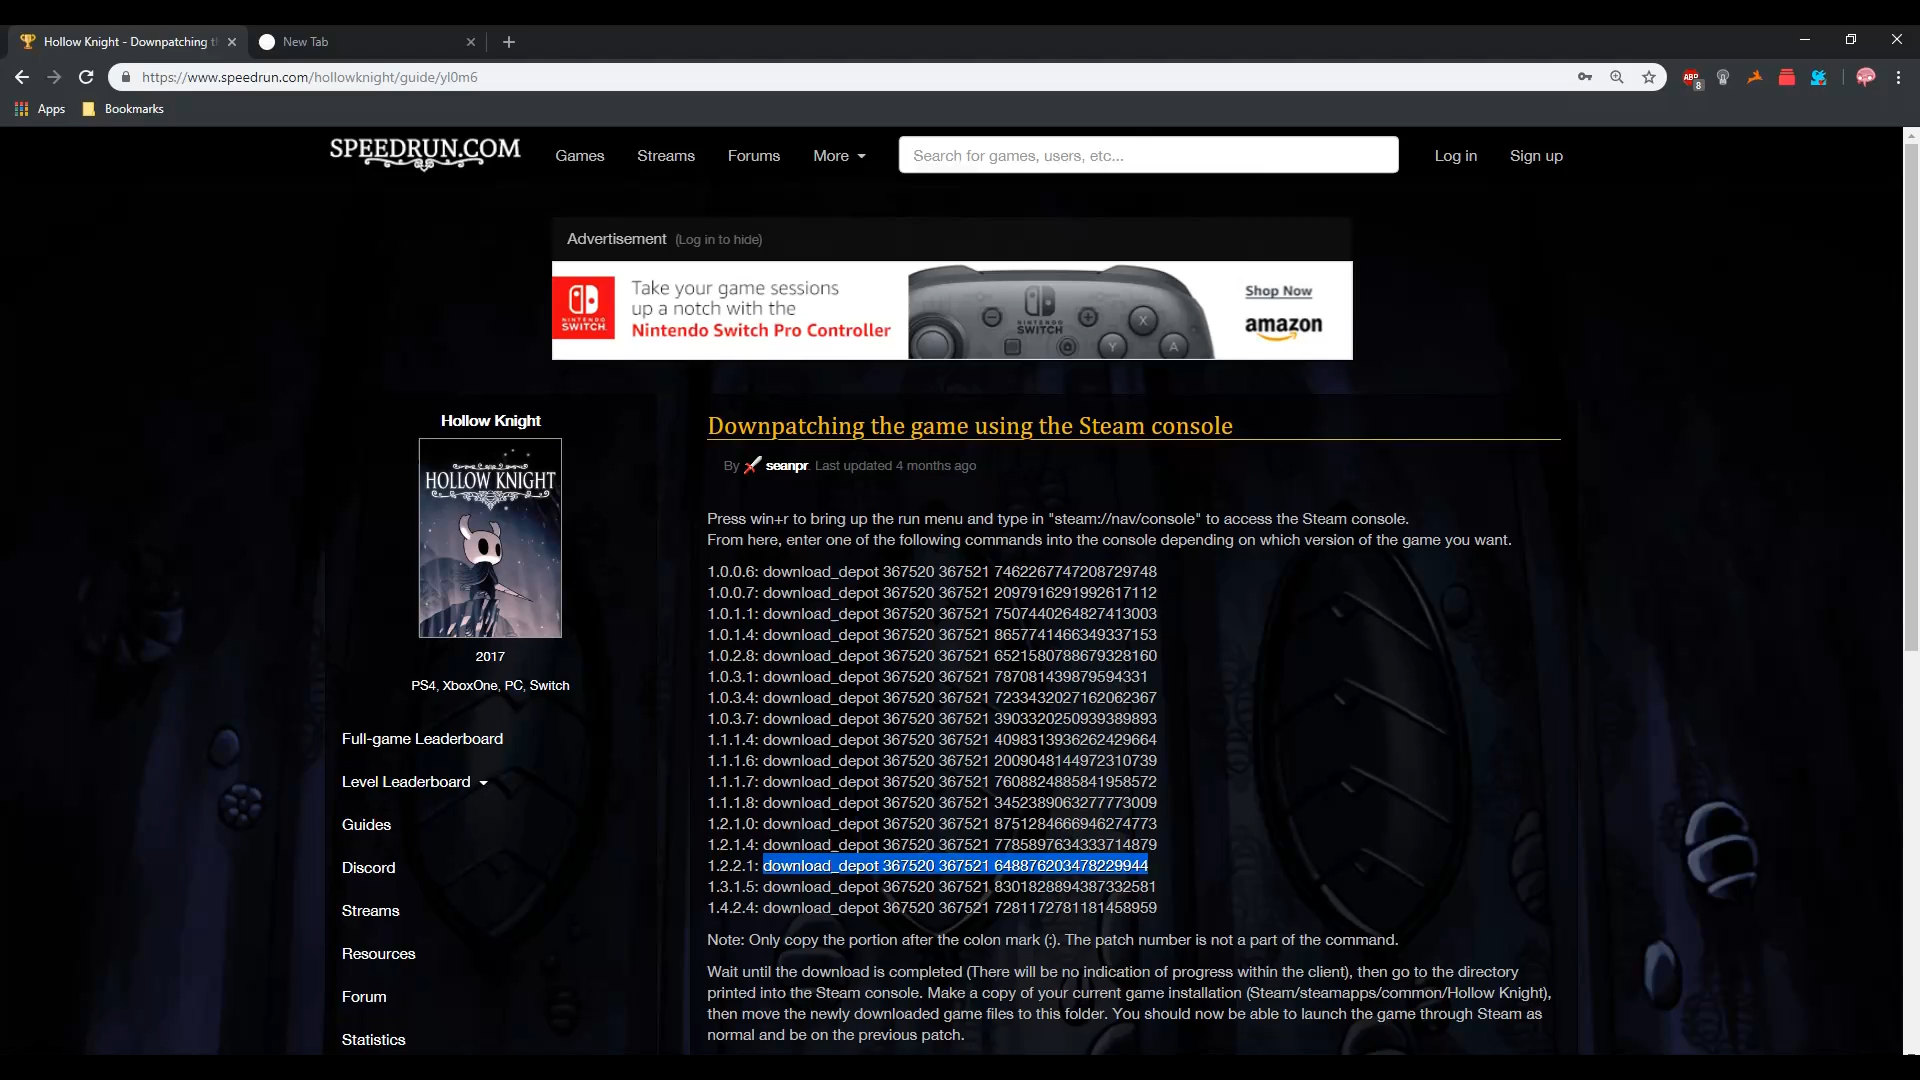 Hollow Knight - Downpatching th
New Tab
https://www.speedrun.com/hollowknight/guide/yl0m6
ABP
8
Apps
Bookmarks
SPEEDRUN.COM
Games
Streams
Forums
More
Search for games, users, etc...
Log in
Sign up
Advertisement (Log in to hide)
NINTENDO
SWITCH
Take your game sessions
up a notch with the
Nintendo Switch Pro Controller
SWITCH
X
Y
A
Shop Now
amazon
Hollow Knight
HOLLOW KNIGHT
2017
PS4, XboxOne, PC, Switch
Full-game Leaderboard
Level Leaderboard
Guides
Discord
Streams
Resources
Forum
Statistics
Downpatching the game using the Steam console
By seanpr. Last updated 4 months ago
Press win+r to bring up the run menu and type in "steam://nav/console" to access the Steam console.
From here, enter one of the following commands into the console depending on which version of the game you want.
1.0.0.6: download_depot 367520 367521 7462267747208729748
1.0.0.7: download_depot 367520 367521 2097916291992617112
1.0.1.1: download_depot 367520 367521 7507440264827413003
1.0.1.4: download_depot 367520 367521 8657741466349337153
1.0.2.8: download_depot 367520 367521 6521580788679328160
1.0.3.1: download_depot 367520 367521 787081439879594331
1.0.3.4: download_depot 367520 367521 7233432027162062367
1.0.3.7: download_depot 367520 367521 3903320250939389893
1.1.1.4: download_depot 367520 367521 4098313936262429664
1.1.1.6: download_depot 367520 367521 2009048144972310739
1.1.1.7: download_depot 367520 367521 7608824885841958572
1.1.1.8: download_depot 367520 367521 3452389063277773009
1.2.1.0: download_depot 367520 367521 8751284666946274773
1.2.1.4: download_depot 367520 367521 7785897634333714879
1.2.2.1: download_depot 367520 367521 648876203478229944
1.3.1.5: download_depot 367520 367521 8301828894387332581
1.4.2.4: download_depot 367520 367521 7281172781181458959
Note: Only copy the portion after the colon mark (:). The patch number is not a part of the command.
Wait until the download is completed (There will be no indication of progress within the client), then go to the directory
printed into the Steam console. Make a copy of your current game installation (Steam/steamapps/common/Hollow Knight),
then move the newly downloaded game files to this folder. You should now be able to launch the game through Steam as
normal and be on the previous patch.